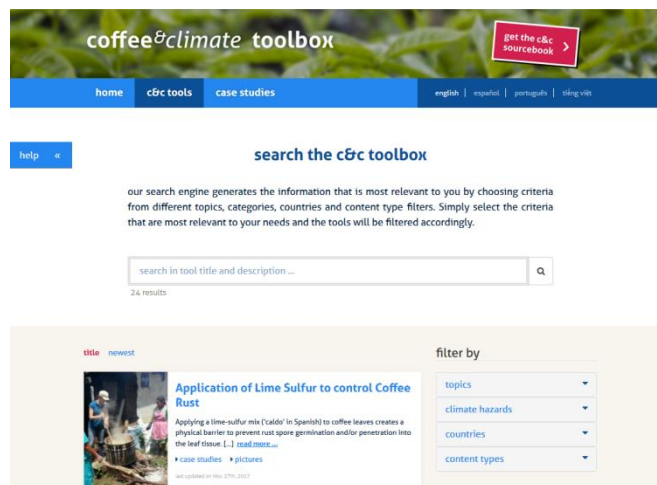 coffee&climate toolbox
get the c&c
sourcebook
home c&c tools case studies
english | español | português | tiếng việt
help «
search the c&c toolbox
our search engine generates the information that is most relevant to you by choosing criteria
from different topics, categories, countries and content type filters. Simply select the criteria
that are most relevant to your needs and the tools will be filtered accordingly.
search in tool title and description ...
24 results
title newest
filter by
Application of Lime Sulfur to control Coffee
Rust
Applying a lime-sulfur mix ('caldo' in Spanish) to coffee leaves creates a
physical barrier to prevent rust spore germination and/or penetration into
the leaf tissue. [...] read more ...
case studies pictures
last updated on Nov 27th, 2017
topics
climate hazards
countries
content types